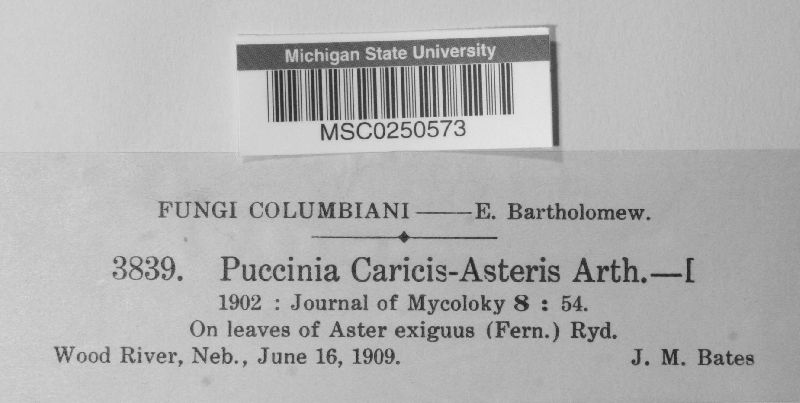 Michigan State University
MSC0250573
FUNGI COLUMBIANI —— E. Bartholomew.
3839. Puccinia Caricis-Asteris Arth.—I
1902 : Journal of Mycoloky 8 : 54.
On leaves of Aster exiguus (Fern.) Ryd.
Wood River, Neb., June 16, 1909. J. M. Bates